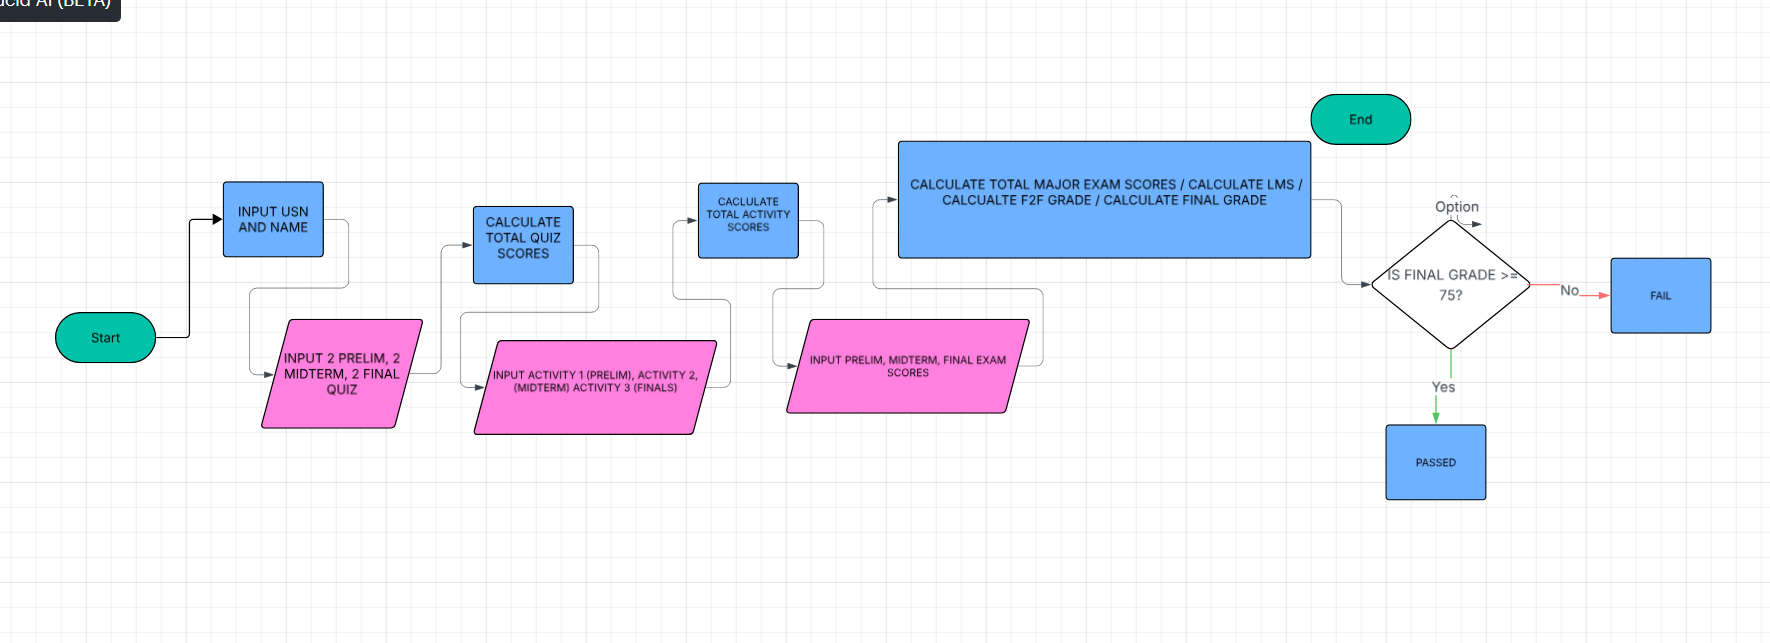 AI (BETA)
Start
INPUT USN
AND NAME
INPUT 2 PRELIM, 2
MIDTERM, 2 FINAL
QUIZ
CALCULATE
TOTAL QUIZ
SCORES
INPUT ACTIVITY 1 (PRELIM), ACTIVITY 2,
(MIDTERM) ACTIVITY 3 (FINALS)
CACLULATE
TOTAL ACTIVITY
SCORES
INPUT PRELIM, MIDTERM, FINAL EXAM
SCORES
CALCULATE TOTAL MAJOR EXAM SCORES / CALCULATE LMS /
CALCUALTE F2F GRADE / CALCULATE FINAL GRADE
End
Option
IS FINAL GRADE >=
75?
No
FAIL
Yes
PASSED